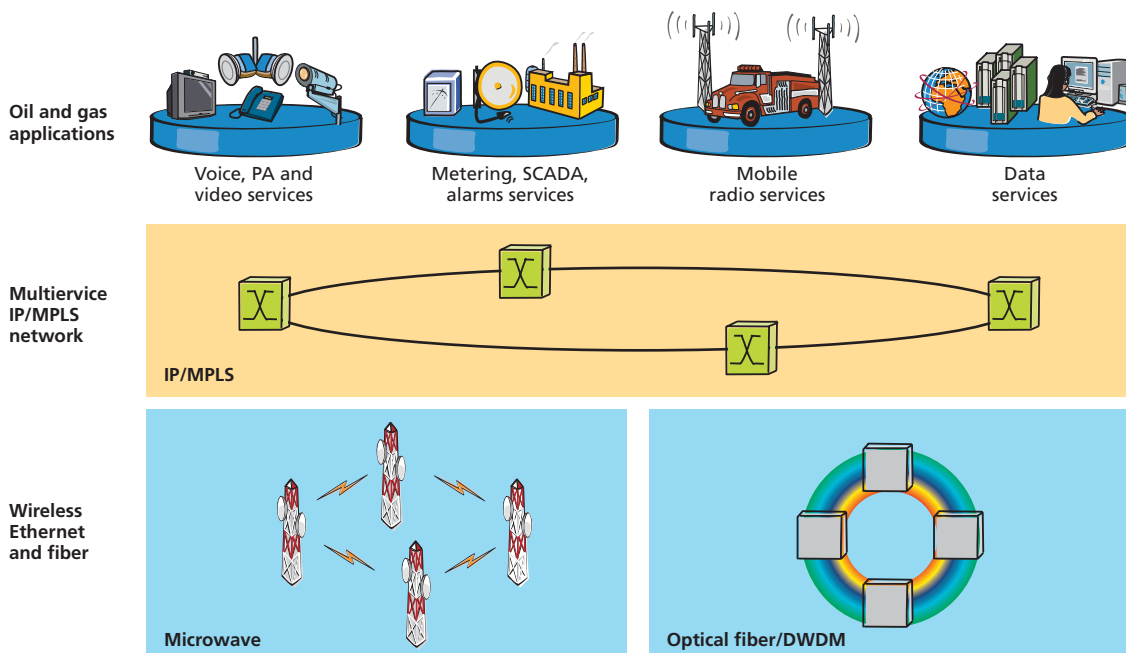 Oil and gas
applications
Voice, PA and
video services
Metering, SCADA,
alarms services
Mobile
radio services
Data
services
Multiservice
IP/MPLS
network
IP/MPLS
Wireless
Ethernet
and fiber
Microwave
Optical fiber/DWDM